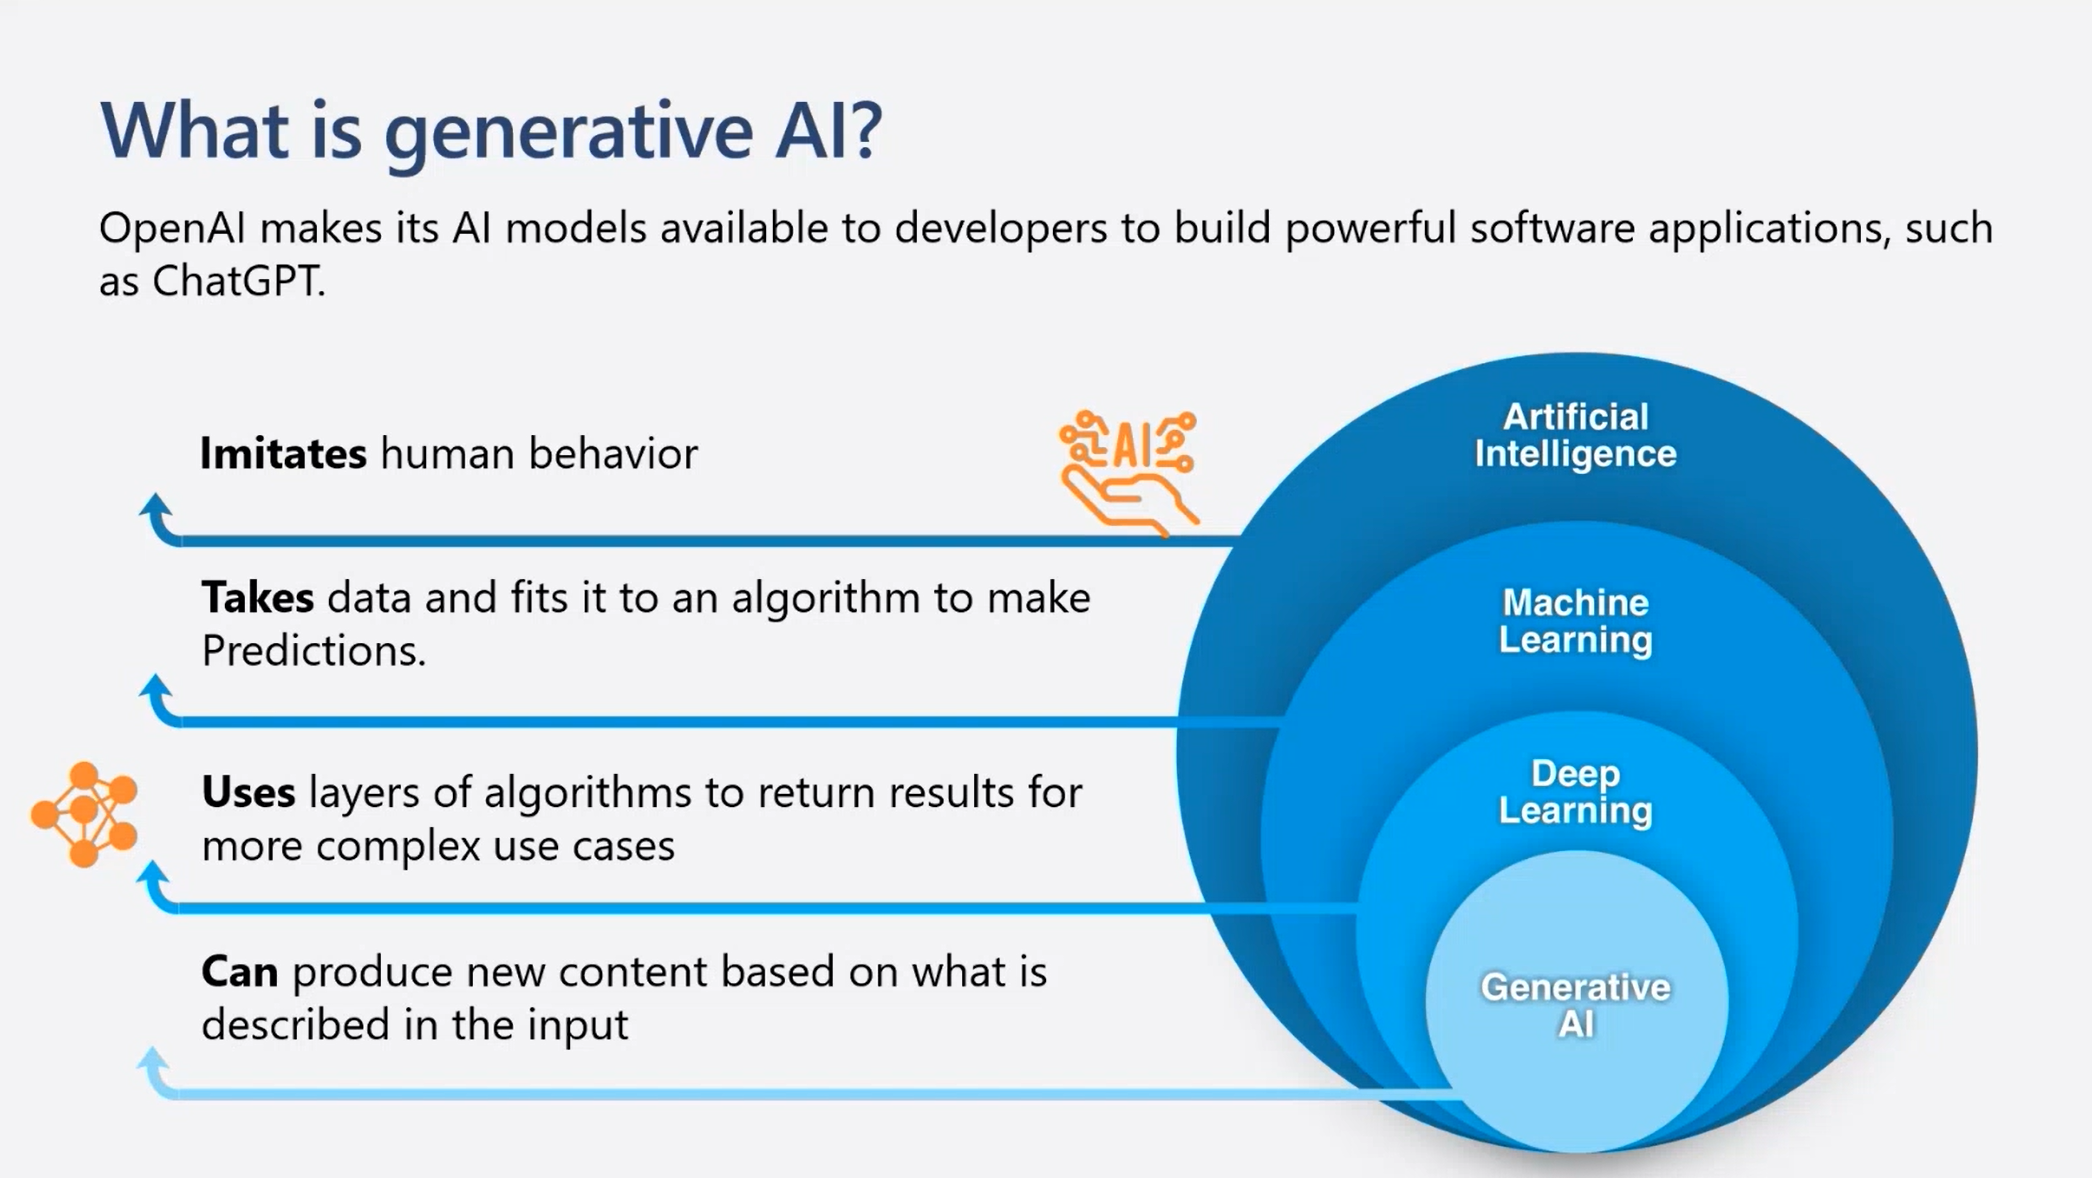 What is generative AI?
OpenAI makes its AI models available to developers to build powerful software applications, such
as ChatGPT.
Imitates human behavior
AI
Takes data and fits it to an algorithm to make
Predictions.
Uses layers of algorithms to return results for
more complex use cases
Can produce new content based on what is
described in the input
Artificial
Intelligence
Machine
Learning
Deep
Learning
Generative
AI